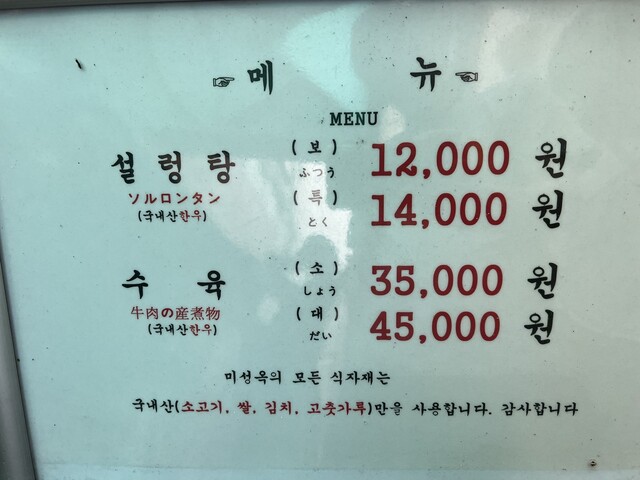 ☞메 뉴☜
MENU
설 렁 탕 (보) 12,000 원
ふつう
ソルロンタン (특) 14,000 원
(국내산한우) とく
수 육 (소) 35,000 원
しょう
牛肉の産煮物 (대) 45,000 원
(국내산한우) だい
미성옥의 모든 식자재는
국내산(소고기, 쌀, 김치, 고춧가루)만을 사용합니다. 감사합니다